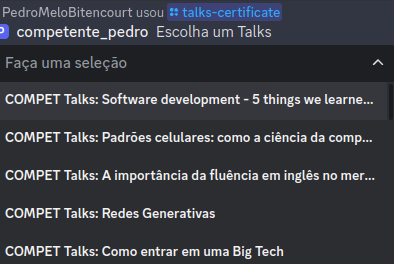 PedroMeloBitencourt usou talks-certificate
competente_pedro Escolha um Talks
Faça uma seleção
COMPET Talks: Software development - 5 things we learne...
COMPET Talks: Padrões celulares: como a ciência da comp...
COMPET Talks: A importância da fluência em inglês no mer...
COMPET Talks: Redes Generativas
COMPET Talks: Como entrar em uma Big Tech